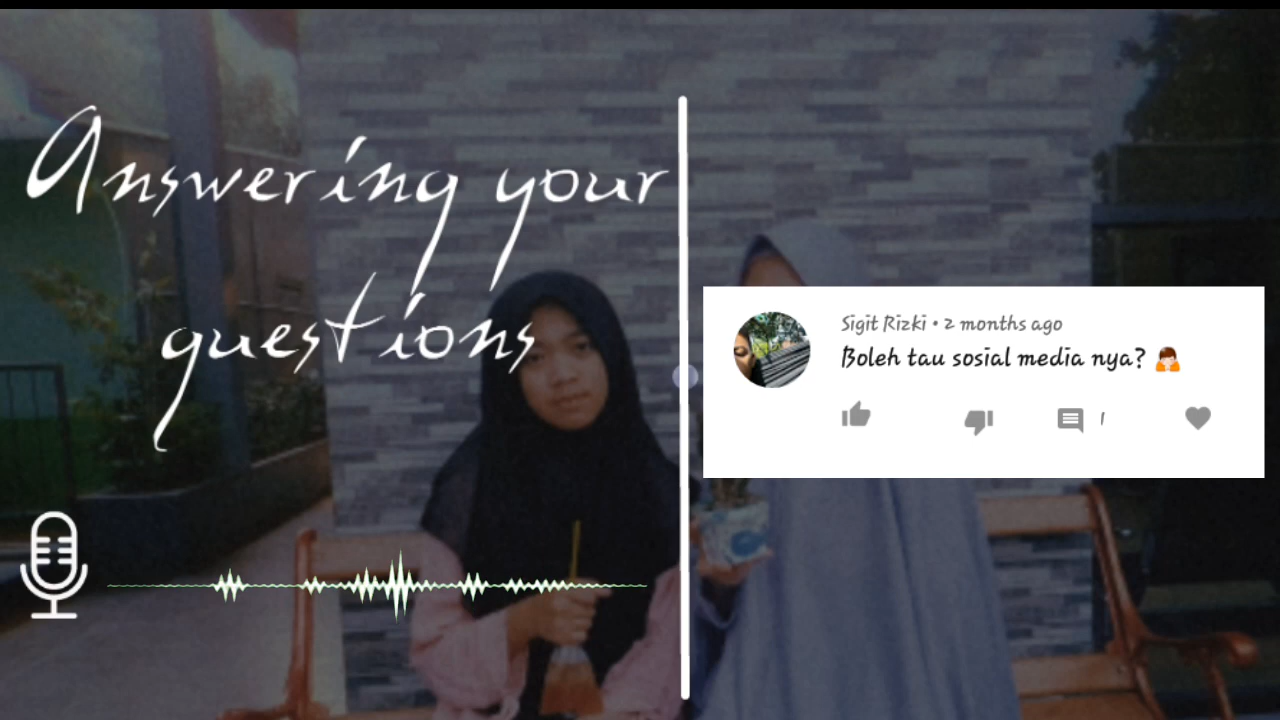 Answering your
questions
Sigit Rizki • 2 months ago
Boleh tau sosial media nya? 🙇
1